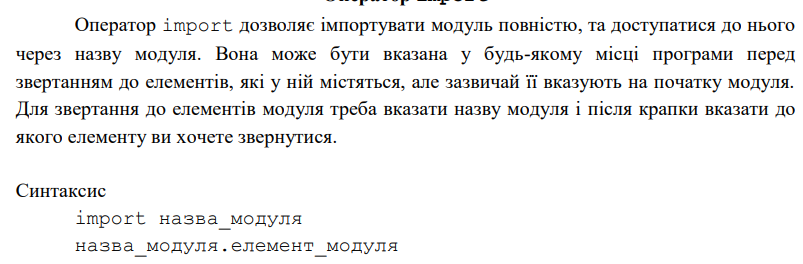 Оператор import дозволяє імпортувати модуль повністю, та доступатися до нього
через назву модуля. Вона може бути вказана у будь-якому місці програми перед
звертанням до елементів, які у ній містяться, але зазвичай її вказують на початку модуля.
Для звертання до елементів модуля треба вказати назву модуля і після крапки вказати до
якого елементу ви хочете звернутися.
Синтаксис
import назва_модуля
назва_модуля.елемент_модуля